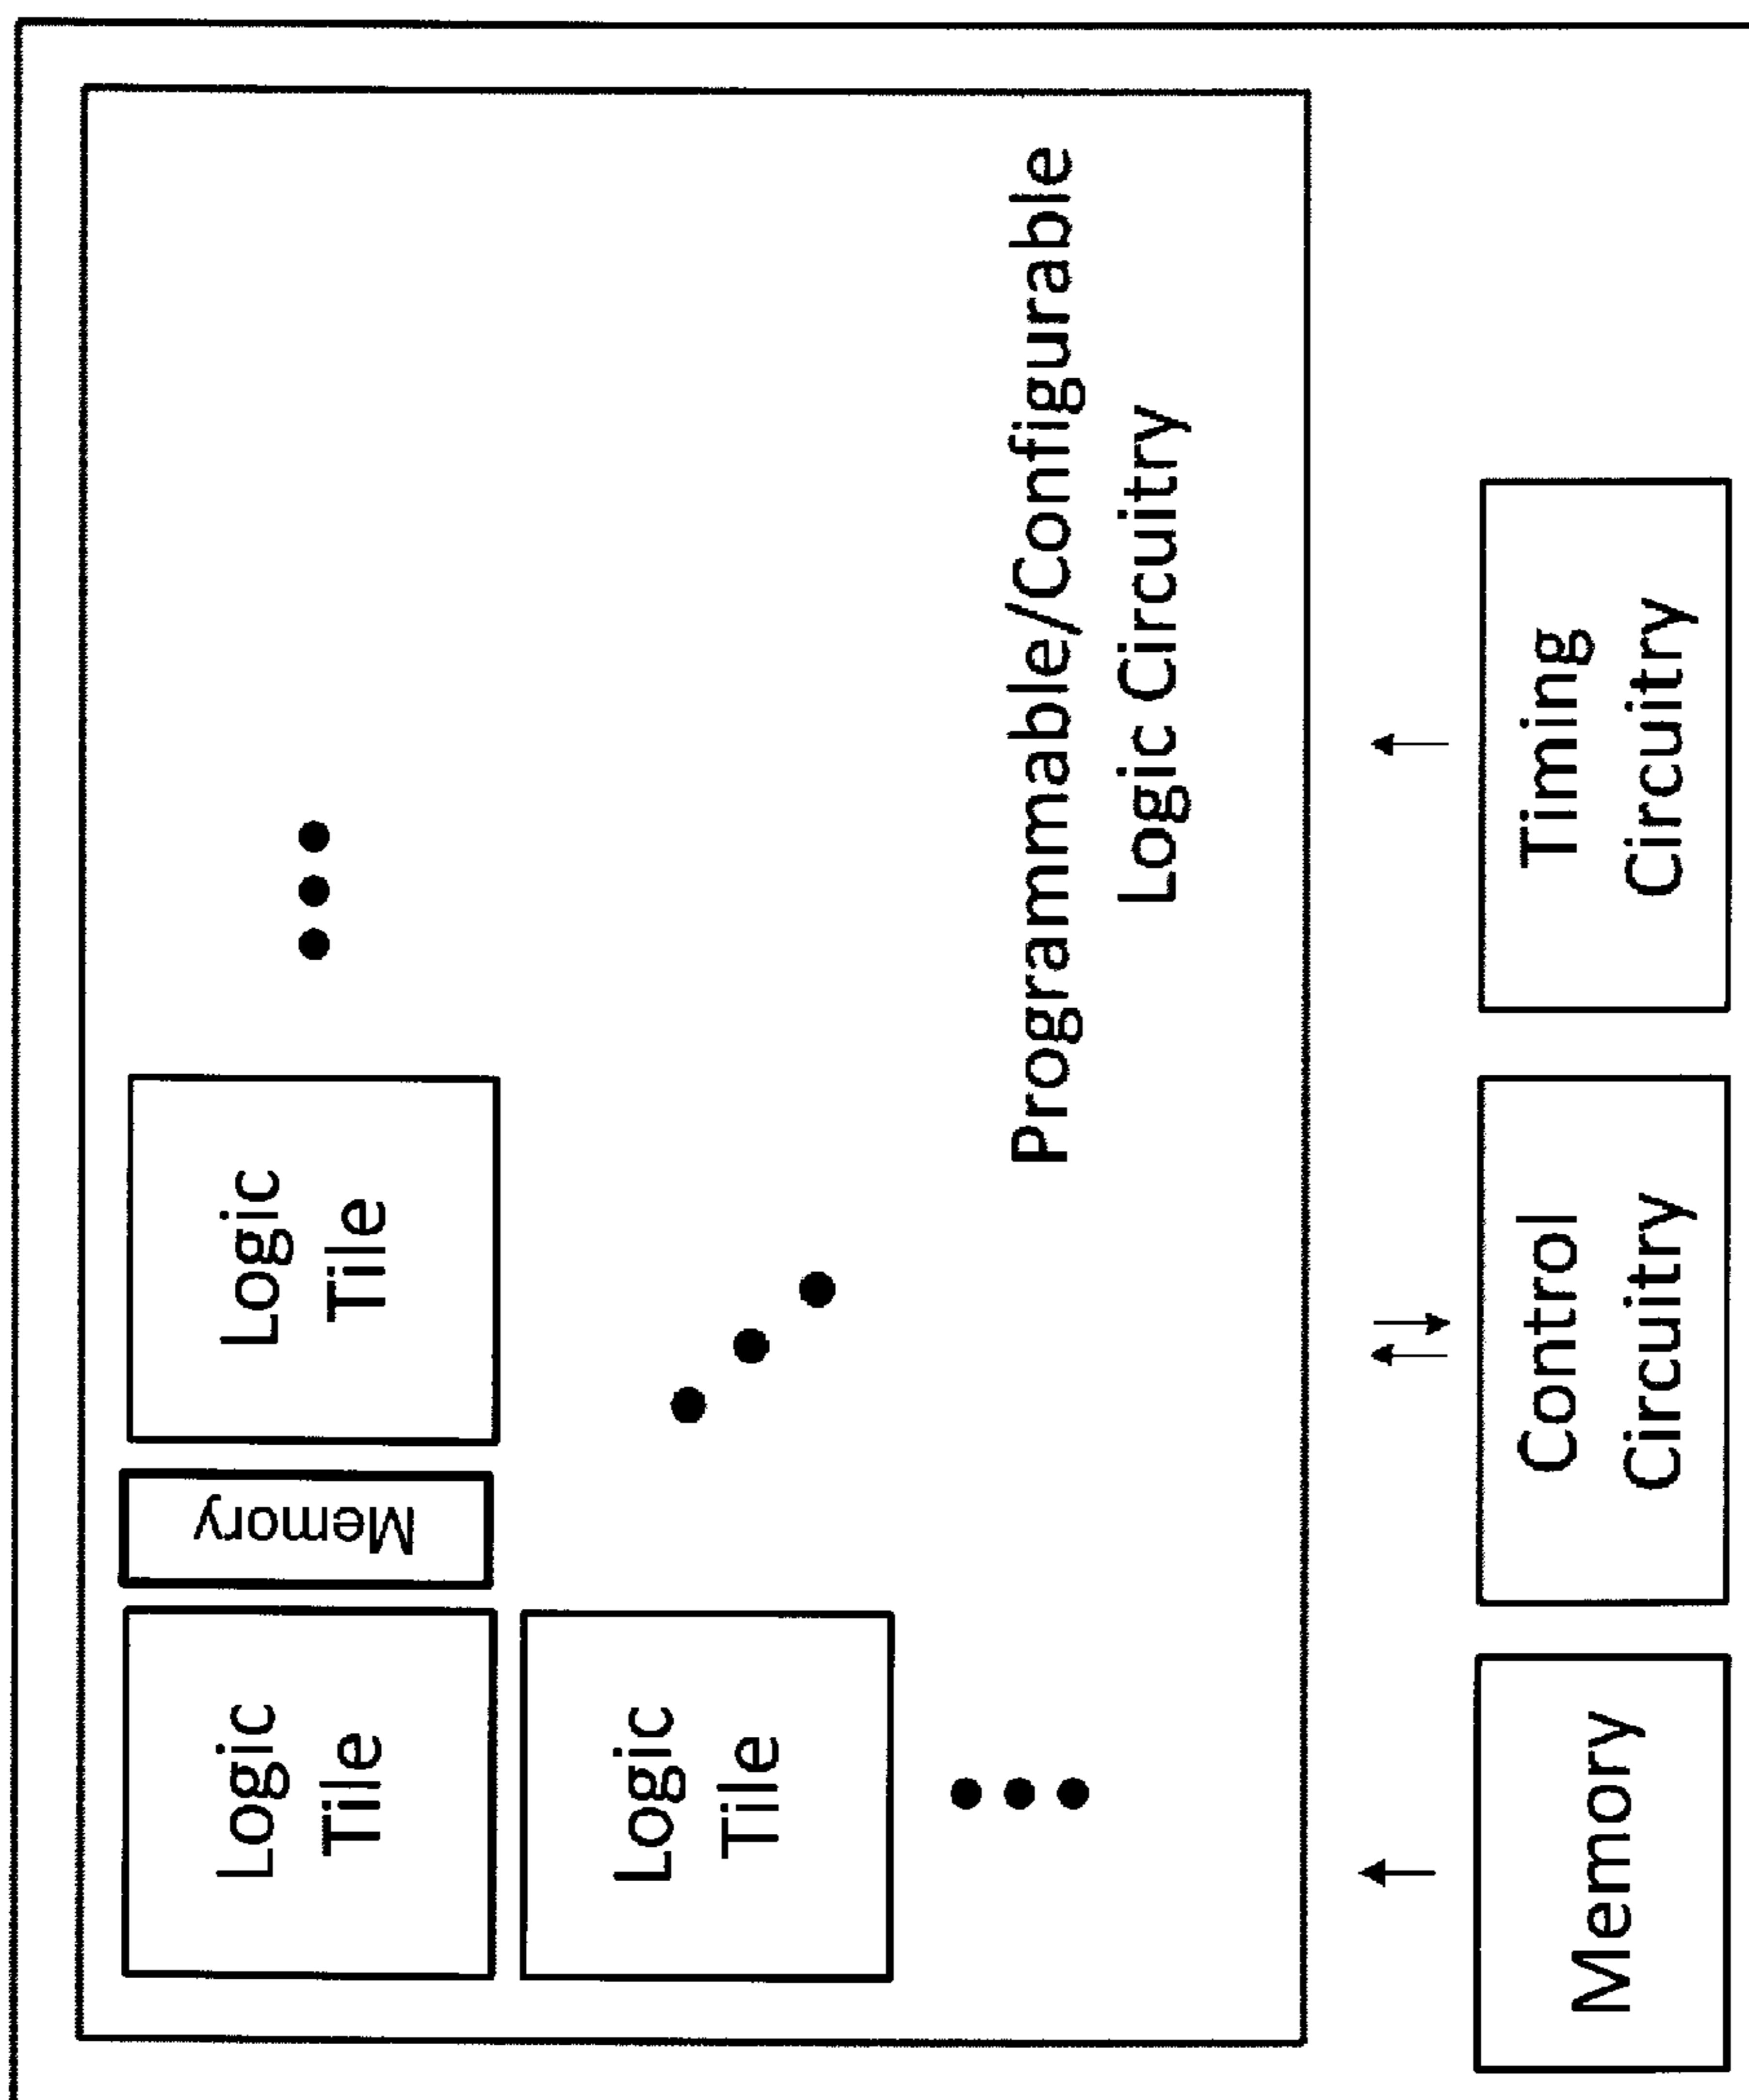 Logic
Tile
Memory
Logic
Tile
Logic
Tile
Programmable/Configurable
Logic Circuitry
Memory
Control
Circuitry
Timing
Circuitry